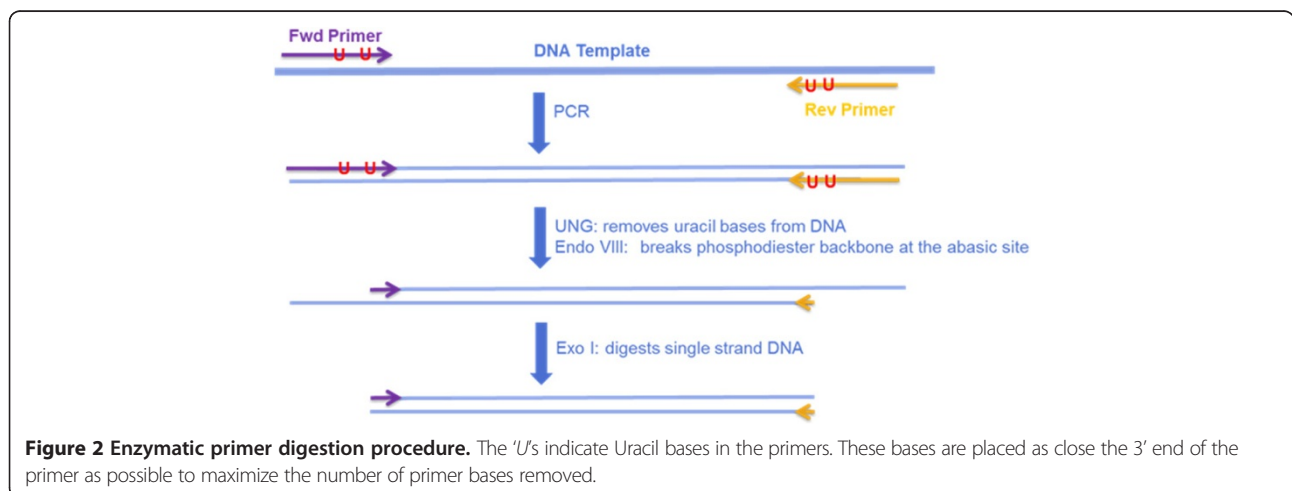 Fwd Primer
U U
DNA Template
U U
Rev Primer
PCR
U U
U U
UNG: removes uracil bases from DNA
Endo VIII: breaks phosphodiester backbone at the abasic site
Exo I: digests single strand DNA
Figure 2 Enzymatic primer digestion procedure. The ‘U’s indicate Uracil bases in the primers. These bases are placed as close the 3’ end of the
primer as possible to maximize the number of primer bases removed.